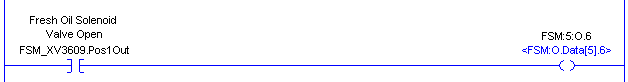 Fresh Oil Solenoid
Valve Open
FSM_XV3609.Pos1Out
FSM:5:O.6
<FSM:O.Data[5].6>